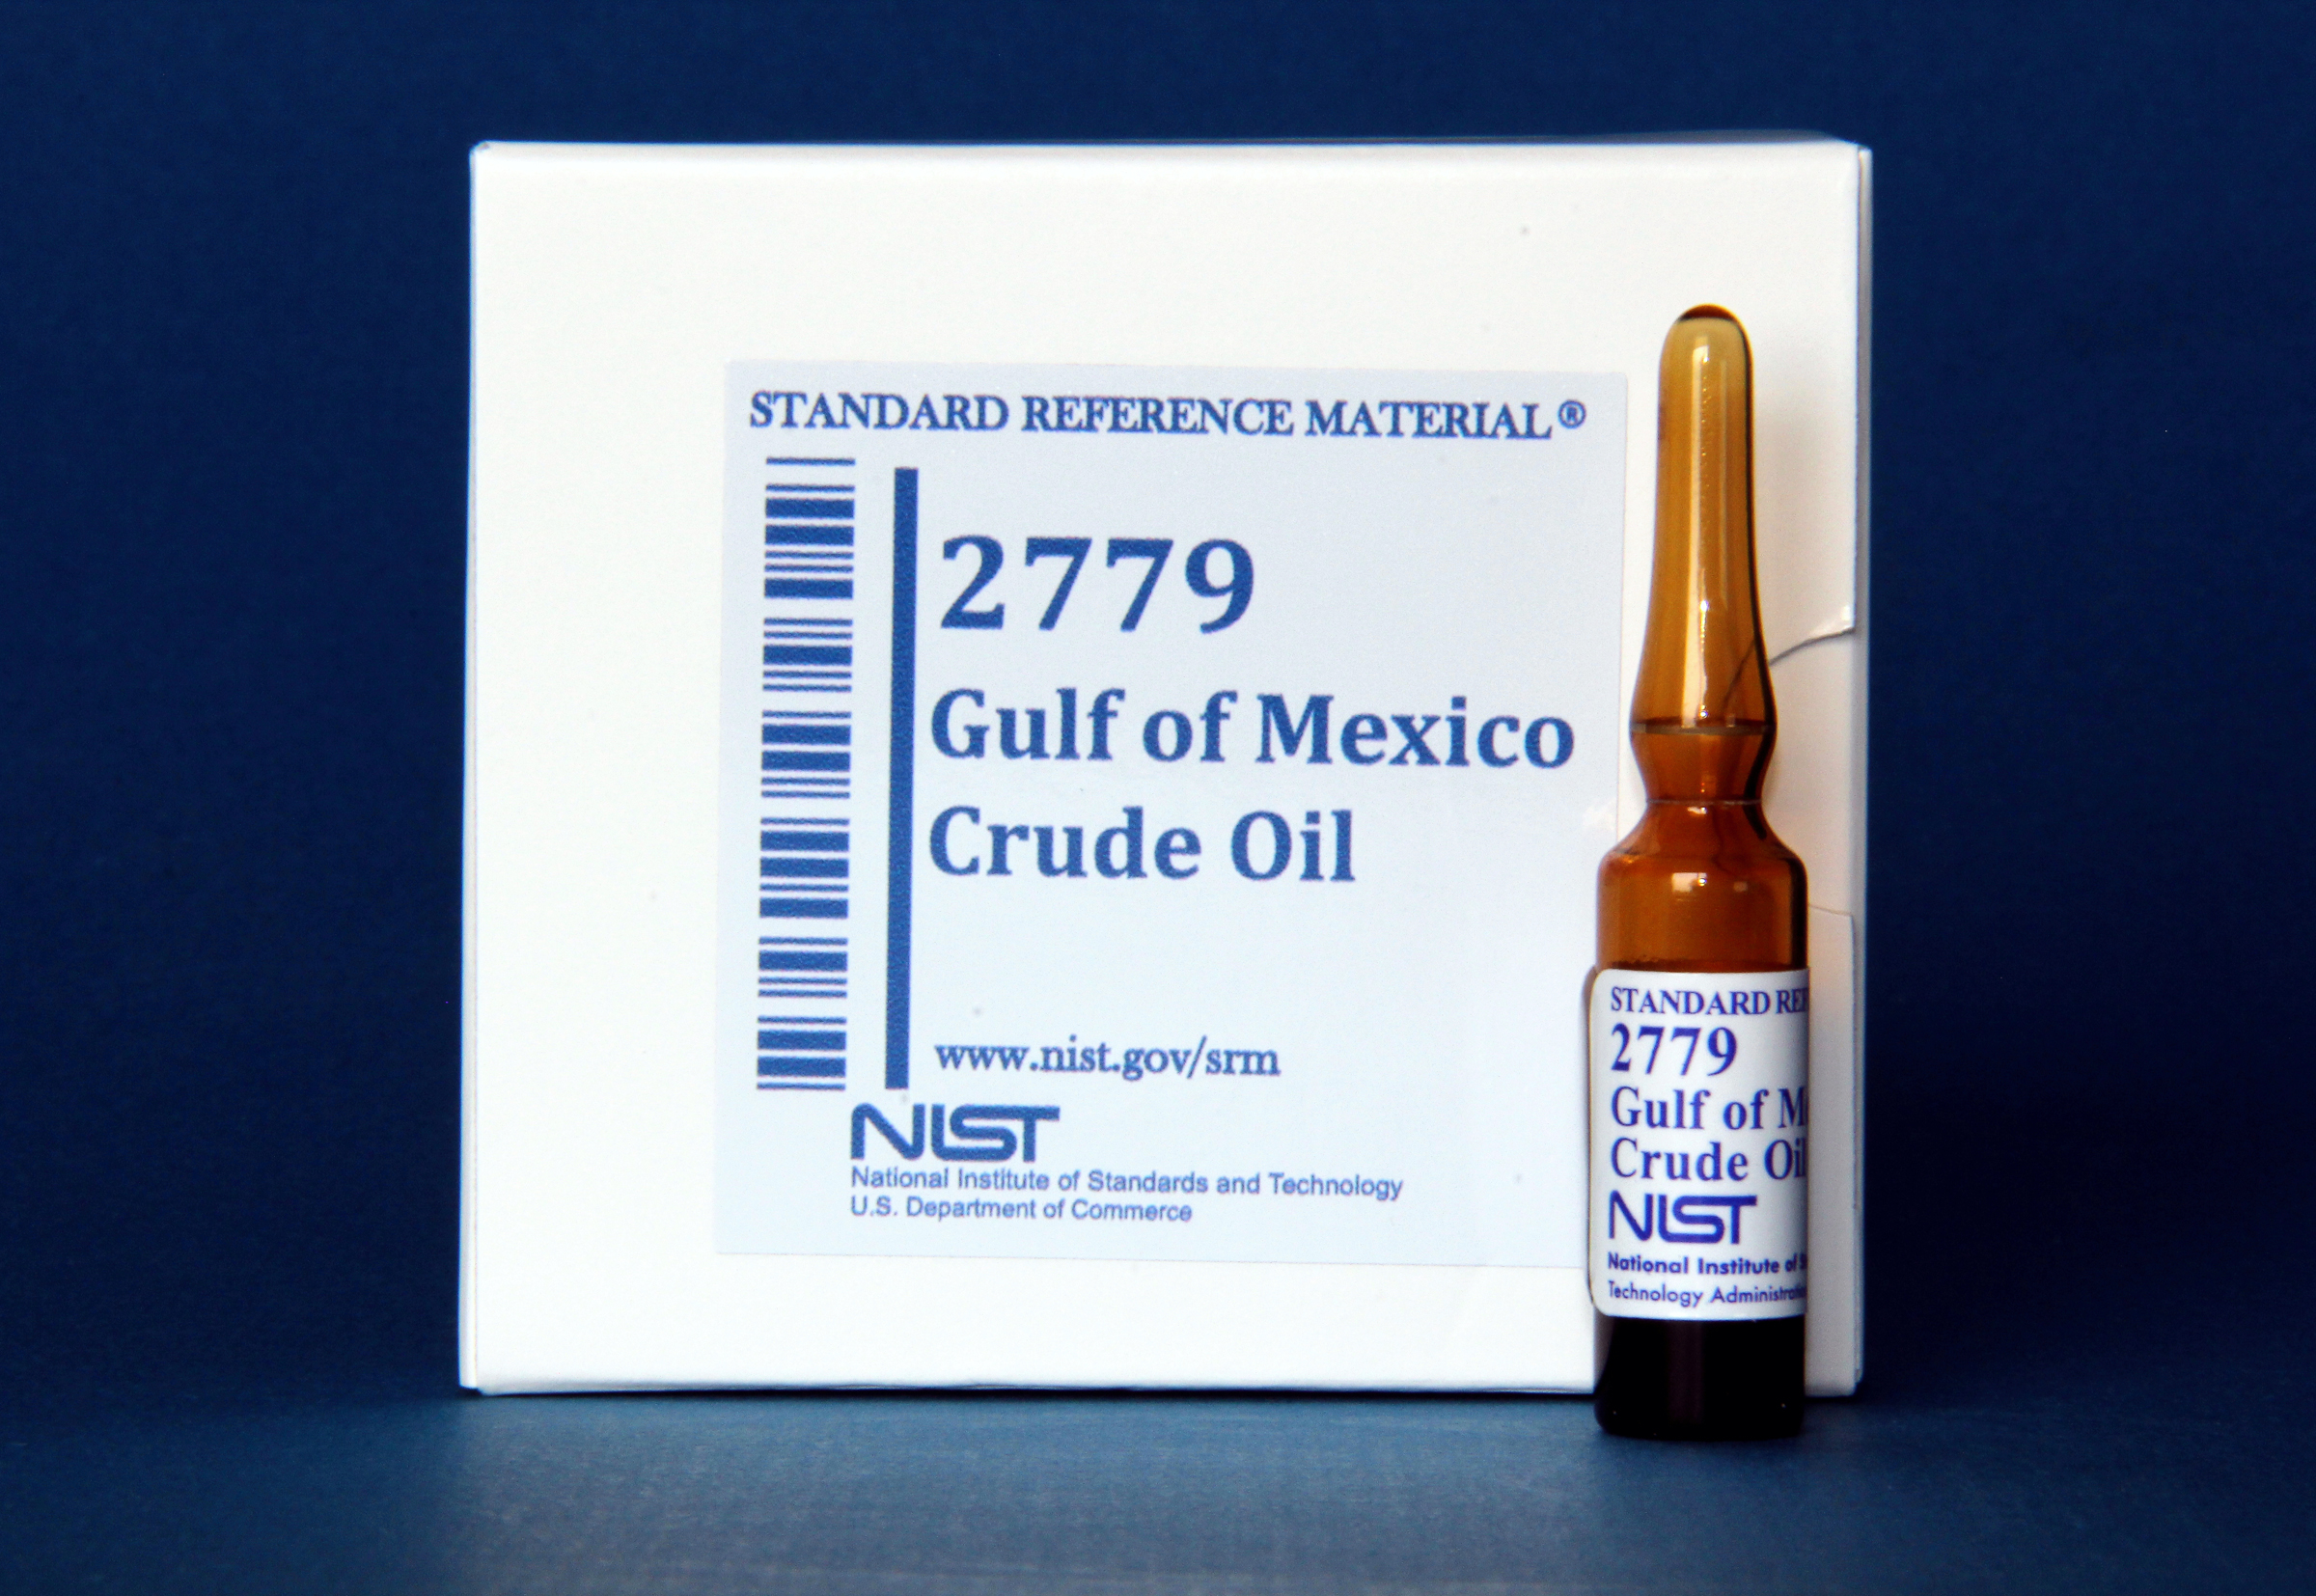 STANDARD REFERENCE MATERIAL®
2779
Gulf of Mexico
Crude Oil
www.nist.gov/srm
NIST
National Institute of Standards and Technology
U.S. Department of Commerce
STANDARD REF
2779
Gulf of M
Crude Oil
NIST
National Institute of S
Technology Administratio